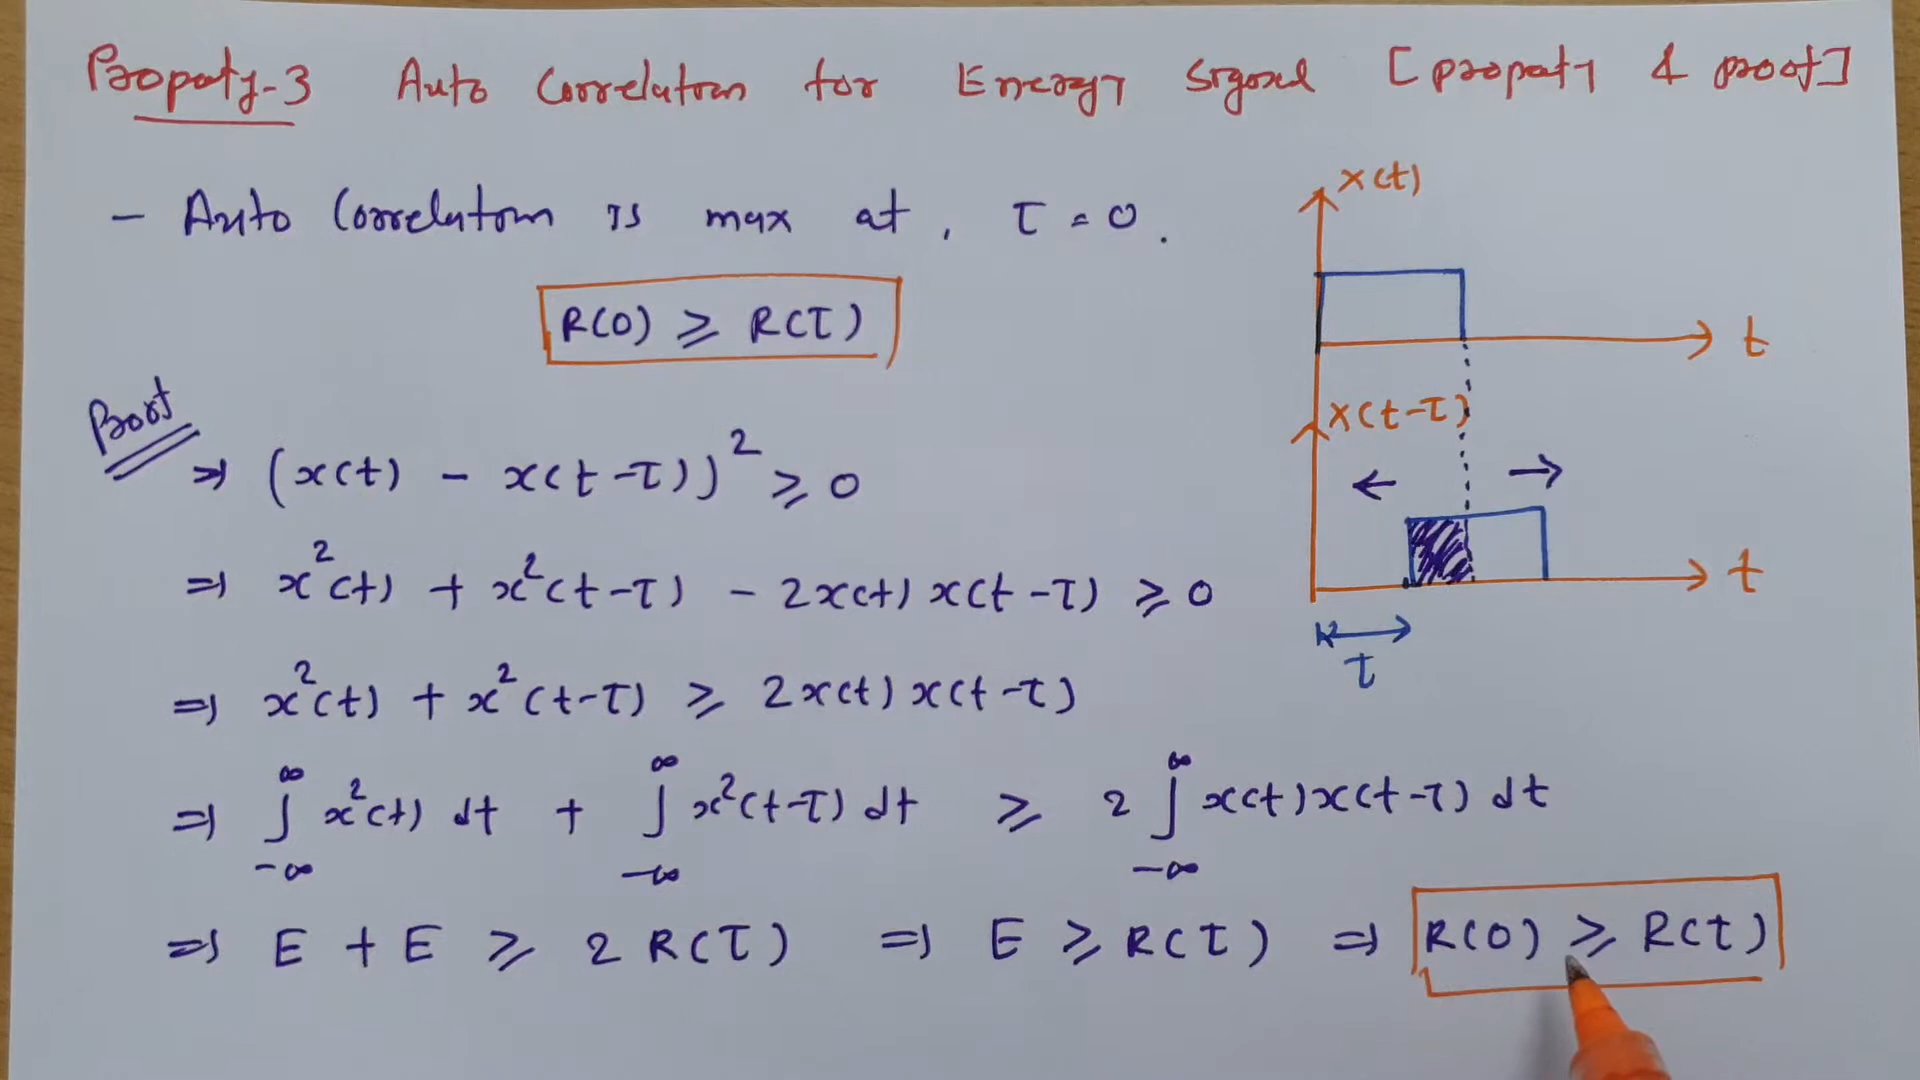 Property-3 Auto Correlation for Energy Signal [property & proof]
- Auto Correlation is max at, τ = 0.
R(0) ≥ R(τ)
Proof
⇒ (x(t) - x(t-τ))² ≥ 0
⇒ x²(t) + x²(t-τ) - 2x(t) x(t-τ) ≥ 0
⇒ x²(t) + x²(t-τ) ≥ 2x(t) x(t-τ)
⇒ ∫_{-∞}^{∞} x²(t) dt + ∫_{-∞}^{∞} x²(t-τ) dt ≥ 2 ∫_{-∞}^{∞} x(t)x(t-τ) dt
⇒ E + E ≥ 2 R(τ) ⇒ E ≥ R(τ) ⇒ R(0) ≥ R(τ)
x(t)
t
x(t-τ)
← →
t
τ